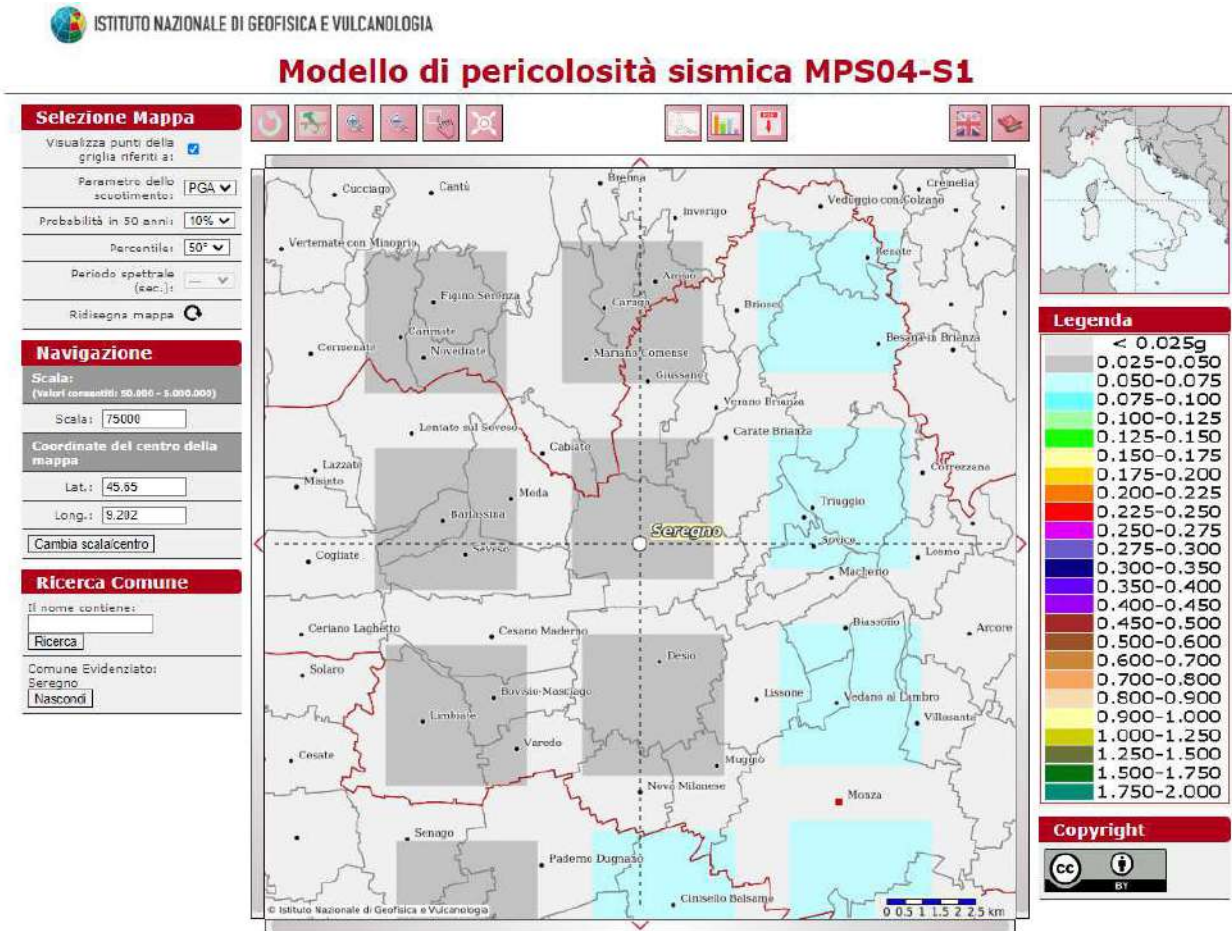 ISTITUTO NAZIONALE DI GEOFISICA E VULCANOLOGIA
Modello di pericolosità sismica MPS04-S1
Selezione Mappa
Visualizza punti della
griglia riferiti a:
Parametro dello
scuotimento:
PGA
Probabilità in 50 anni:
10%
Percentile:
50°
Periodo spettrale
(sec.):
---
Ridisegna mappa
Navigazione
Scala:
(Valori consentiti: 50.000 - 5.000.000)
Scala: 75000
Coordinate del centro della
mappa
Lat.: 45.65
Long.: 9.202
Cambia scala/centro
Ricerca Comune
Il nome contiene:
Ricerca
Comune Evidenziato:
Seregno
Nascondi
Cucciago
Cantù
Brenna
Cremella
Inverigo
Veduggio con Colzano
Vertemate con Minoprio
Renate
Arosio
Figino Serenza
Carugo
Briosco
Carimate
Cermenate
Novedrate
Mariano Comense
Besana in Brianza
Giussano
Verano Brianza
Lentate sul Seveso
Carate Brianza
Cabiate
Lazzate
Misinto
Correzzana
Meda
Triuggio
Barlassina
Seregno
Cogliate
Seveso
Sovico
Lesmo
Macherio
Ceriano Laghetto
Cesano Maderno
Biassono
Arcore
Solaro
Desio
Bovisio-Masciago
Lissone
Vedano al Lambro
Limbiate
Villasanta
Varedo
Cesate
Muggiò
Nova Milanese
Monza
Senago
Paderno Dugnano
Cinisello Balsamo
© Istituto Nazionale di Geofisica e Vulcanologia
0 0.5 1 1.5 2 2.5 km
Legenda
< 0.025g
0.025-0.050
0.050-0.075
0.075-0.100
0.100-0.125
0.125-0.150
0.150-0.175
0.175-0.200
0.200-0.225
0.225-0.250
0.250-0.275
0.275-0.300
0.300-0.350
0.350-0.400
0.400-0.450
0.450-0.500
0.500-0.600
0.600-0.700
0.700-0.800
0.800-0.900
0.900-1.000
1.000-1.250
1.250-1.500
1.500-1.750
1.750-2.000
Copyright
cc
BY